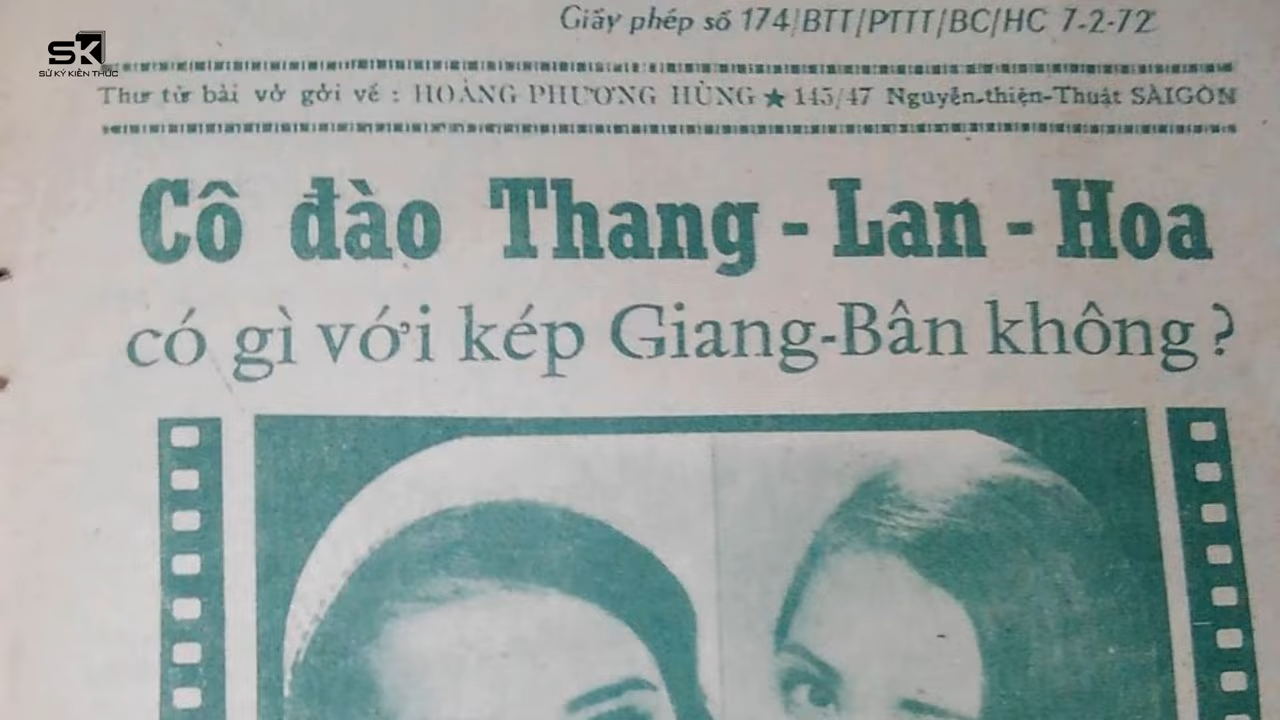 Giấy phép số 174/BTT/PTTT/BC/HC 7-2-72
SK
SỬ KÝ KIẾN THỨC
Thư từ bài vở gởi về : HOÀNG PHƯƠNG HÙNG ★ 145/47 Nguyễn-thiện-Thuật SÀIGÒN
Cô đào Thang - Lan - Hoa
có gì với kép Giang-Bân không ?